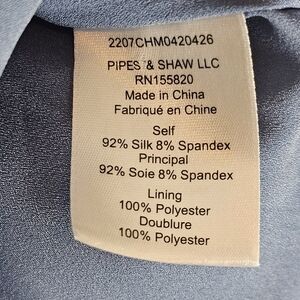 2207CHM0420426
PIPES & SHAW LLC
RN155820
Made in China
Fabriqué en Chine
Self
92% Silk 8% Spandex
Principal
92% Soie 8% Spandex
Lining
100% Polyester
Doublure
100% Polyester